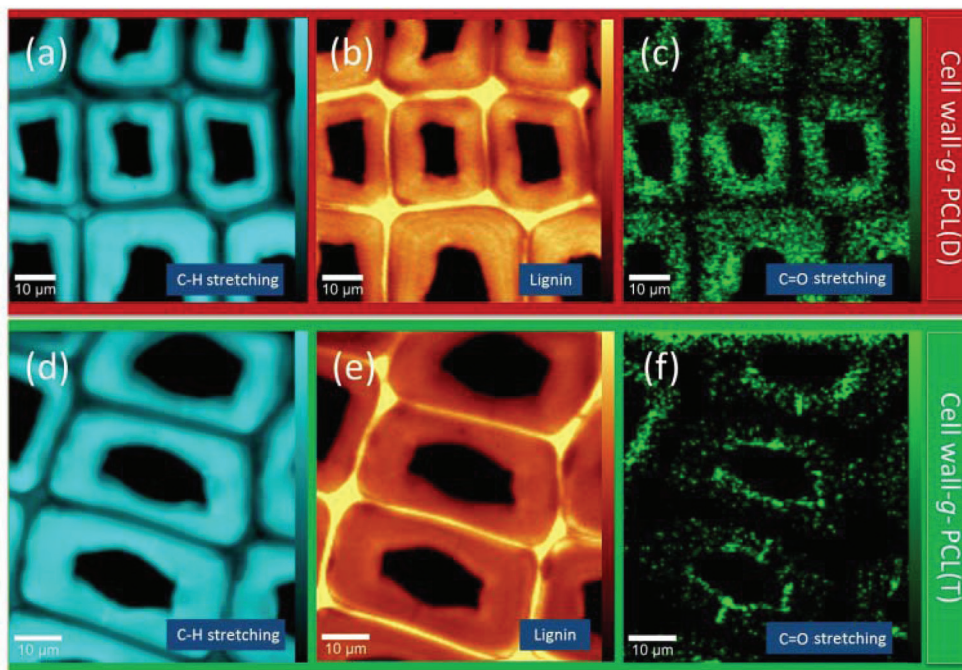 (a)
(b)
(c)
10 µm
C-H stretching
10 µm
Lignin
10 µm
C=O stretching
Cell wall-g- PCL(D)
(d)
(e)
(f)
10 µm
C-H stretching
10 µm
Lignin
10 µm
C=O stretching
Cell wall-g- PCL(T)